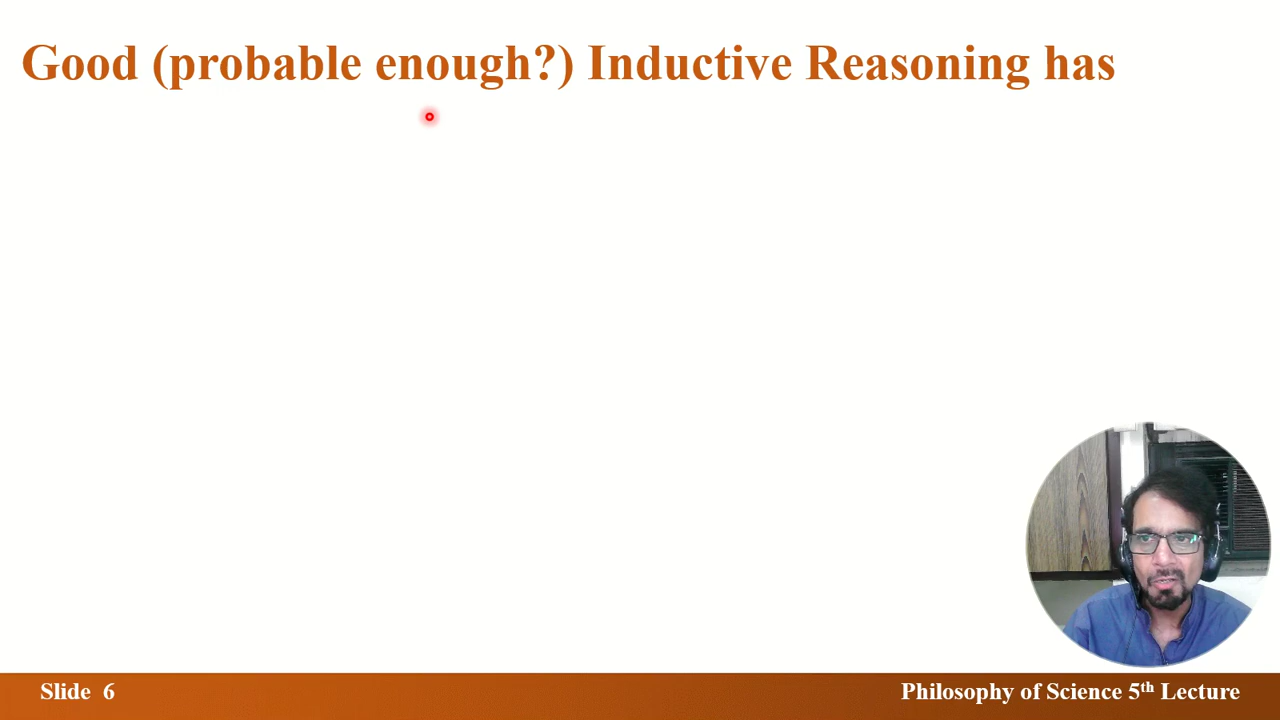 Good (probable enough?) Inductive Reasoning has
Slide 6
Philosophy of Science 5th Lecture